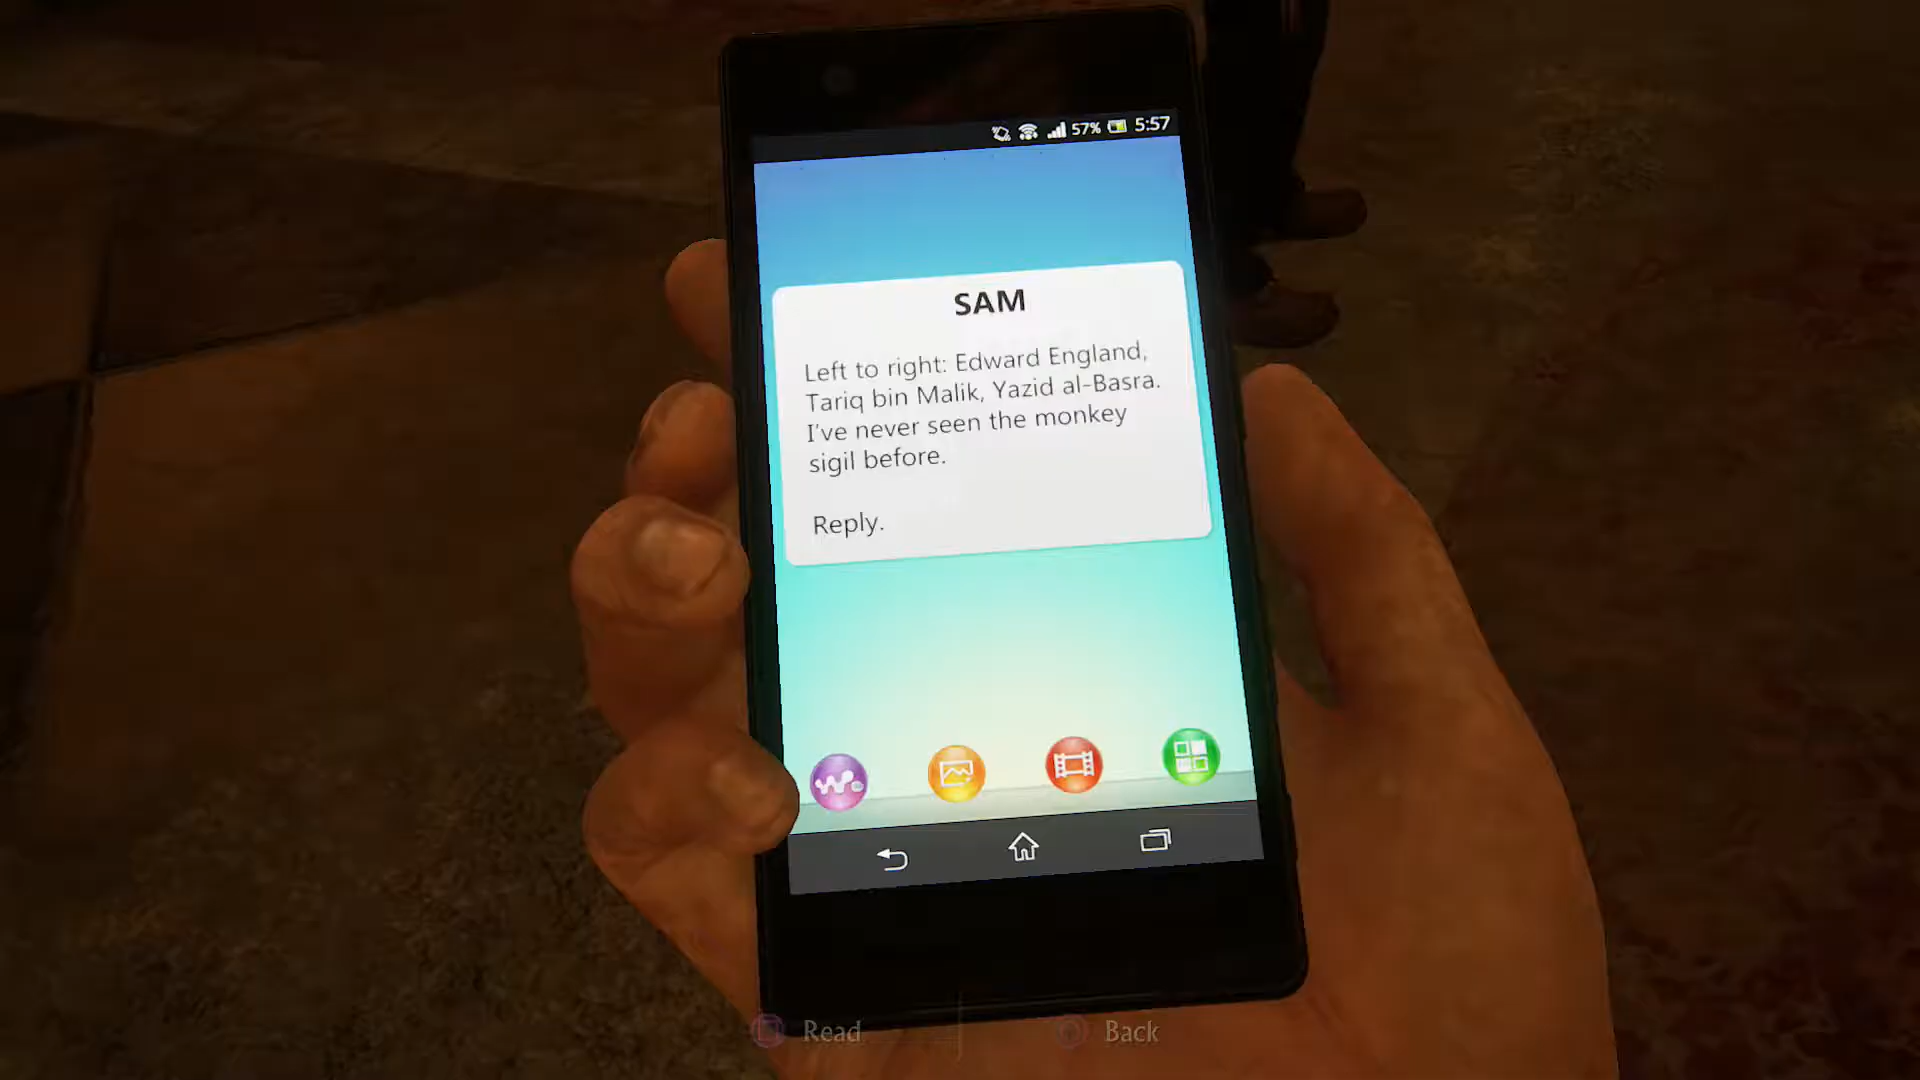 57% 5:57
SAM
Left to right: Edward England,
Tariq bin Malik, Yazid al-Basra.
I've never seen the monkey
sigil before.
Reply.
Read
Back